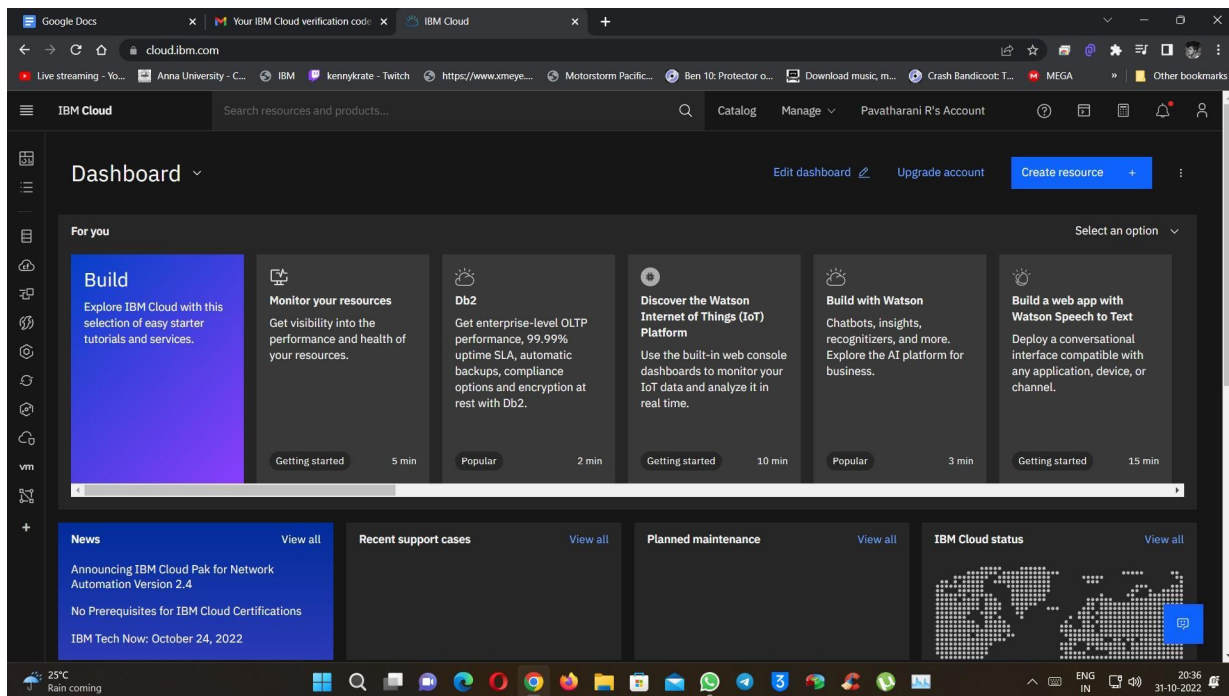 Google Docs
Your IBM Cloud verification code
IBM Cloud
cloud.ibm.com
Live streaming - Yo...
Anna University - C...
IBM
kennykrate - Twitch
https://www.xmeye....
Motorstorm Pacific...
Ben 10: Protector o...
Download music, m...
Crash Bandicoot: T...
MEGA
»
Other bookmarks
IBM Cloud
Search resources and products...
Catalog
Manage
Pavatharani R's Account
Dashboard
Edit dashboard
Upgrade account
Create resource +
For you
Select an option
Build
Explore IBM Cloud with this
selection of easy starter
tutorials and services.
Monitor your resources
Get visibility into the
performance and health of
your resources.
Getting started
5 min
Db2
Get enterprise-level OLTP
performance, 99.99%
uptime SLA, automatic
backups, compliance
options and encryption at
rest with Db2.
Popular
2 min
Discover the Watson
Internet of Things (IoT)
Platform
Use the built-in web console
dashboards to monitor your
IoT data and analyze it in
real time.
Getting started
10 min
Build with Watson
Chatbots, insights,
recognitizers, and more.
Explore the AI platform for
business.
Popular
3 min
Build a web app with
Watson Speech to Text
Deploy a conversational
interface compatible with
any application, device, or
channel.
Getting started
15 min
vm
News
View all
Announcing IBM Cloud Pak for Network
Automation Version 2.4
No Prerequisites for IBM Cloud Certifications
IBM Tech Now: October 24, 2022
Recent support cases
View all
Planned maintenance
View all
IBM Cloud status
View all
25°C
Rain coming
ENG
IN
20:36
31-10-2022